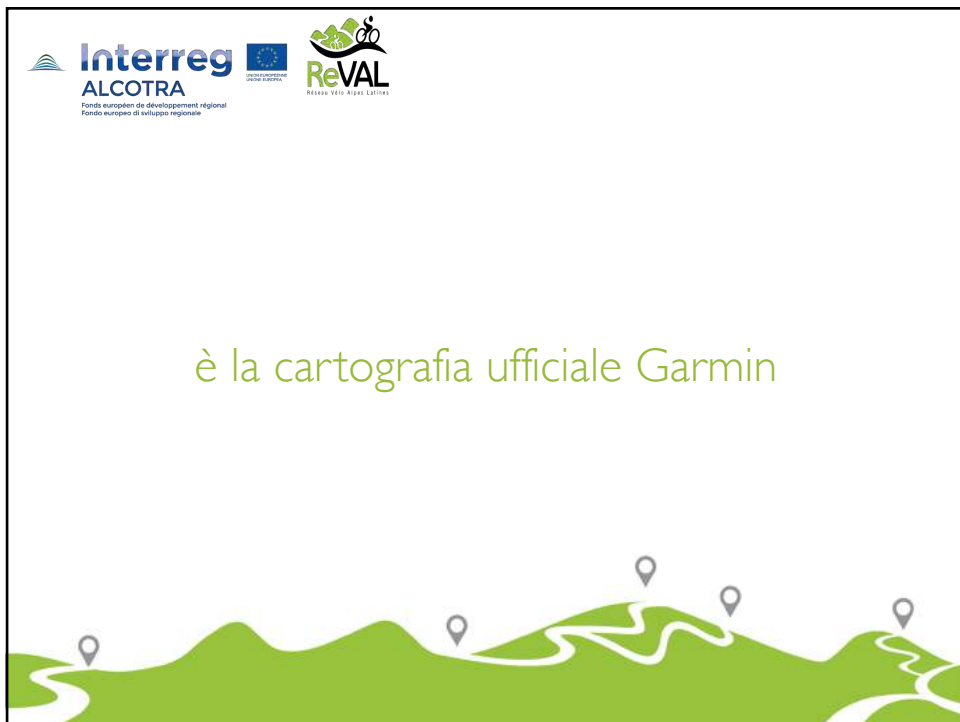 Interreg
ALCOTRA
Fonds européen de développement régional
Fondo europeo di sviluppo regionale
UNION EUROPÉENNE
UNIONE EUROPEA
ReVAL
Réseau Vélo Alpes Latines
è la cartografia ufficiale Garmin